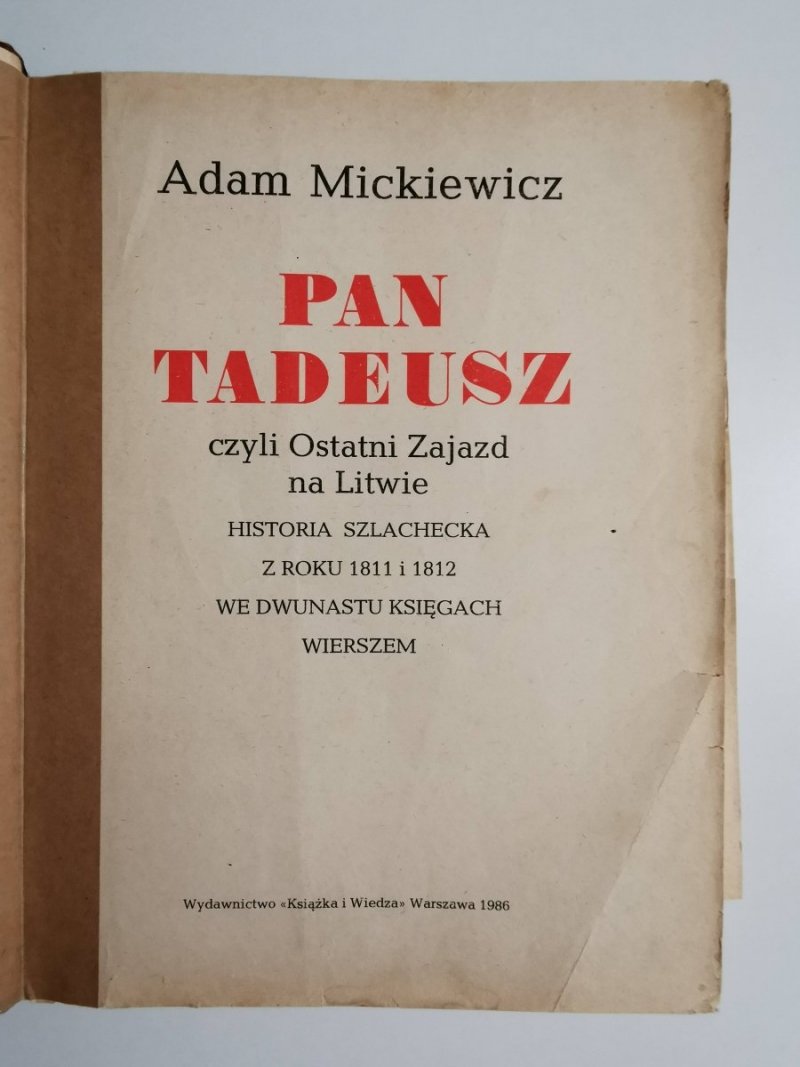 Adam Mickiewicz
PAN
TADEUSZ
czyli Ostatni Zajazd
na Litwie
HISTORIA SZLACHECKA
Z ROKU 1811 i 1812
WE DWUNASTU KSIĘGACH
WIERSZEM
Wydawnictwo «Książka i Wiedza» Warszawa 1986